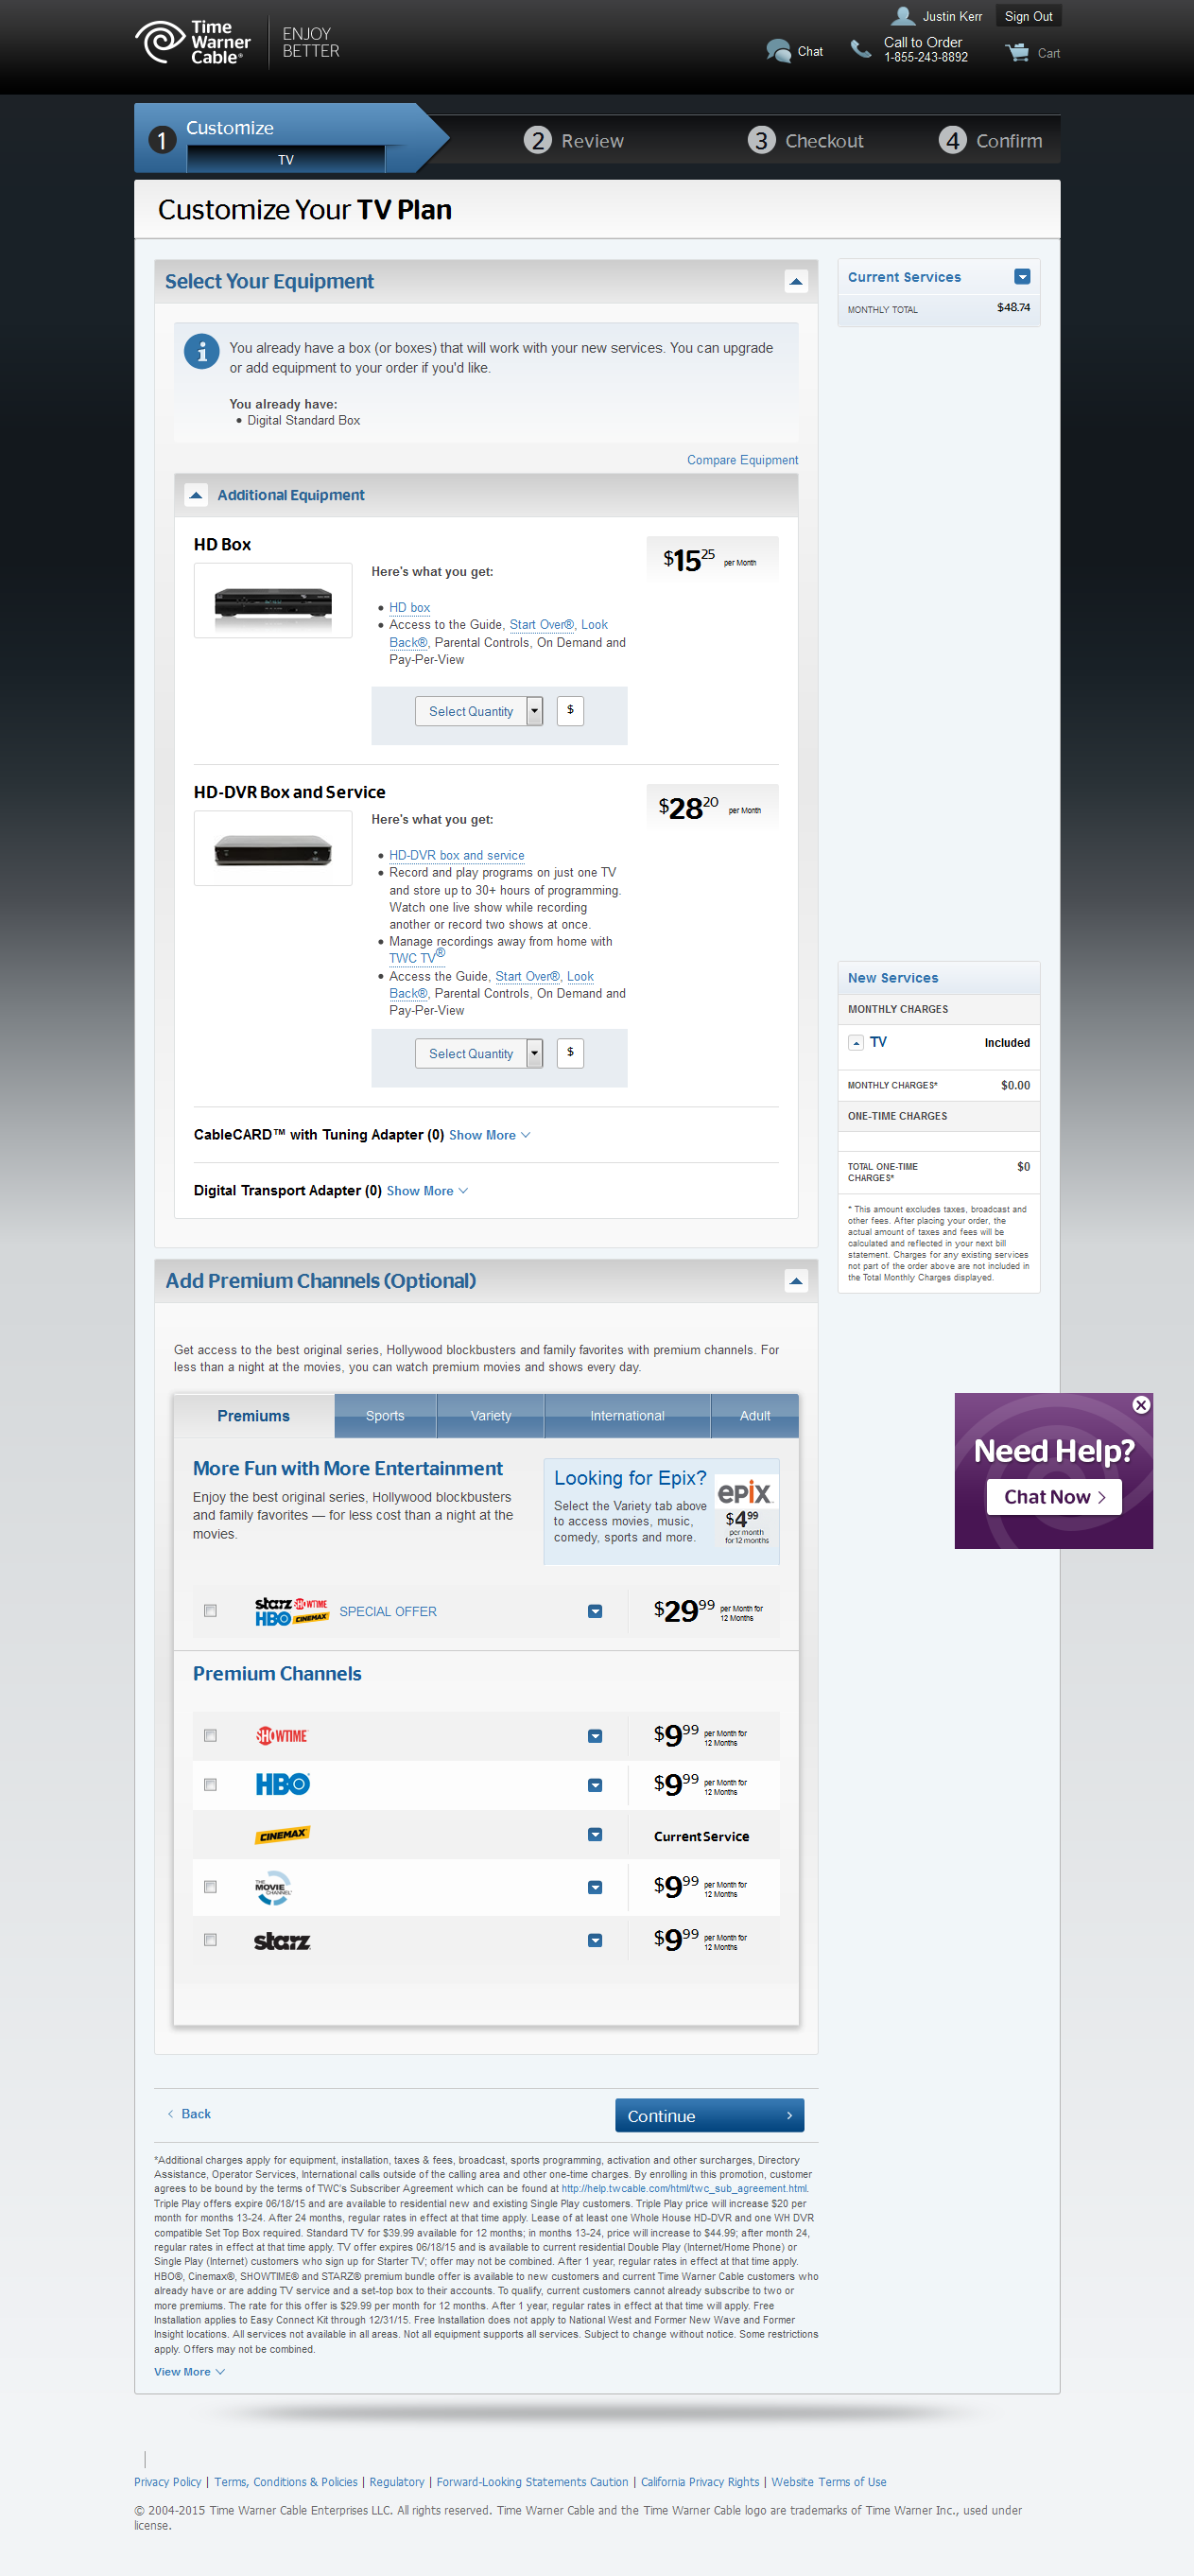 Time
Warner
Cable®
ENJOY
BETTER
Justin Kerr
Sign Out
Chat
Call to Order
1-855-243-8892
Cart
1 Customize
TV
2 Review
3 Checkout
4 Confirm
Customize Your TV Plan
Select Your Equipment
You already have a box (or boxes) that will work with your new services. You can upgrade
or add equipment to your order if you'd like.
You already have:
• Digital Standard Box
Compare Equipment
Additional Equipment
HD Box
$15 25 per Month
Here's what you get:
• HD box
• Access to the Guide, Start Over®, Look
Back®, Parental Controls, On Demand and
Pay-Per-View
Select Quantity
$
HD-DVR Box and Service
$28 20 per Month
Here's what you get:
• HD-DVR box and service
• Record and play programs on just one TV
and store up to 30+ hours of programming.
Watch one live show while recording
another or record two shows at once.
• Manage recordings away from home with
TWC TV®
• Access the Guide, Start Over®, Look
Back®, Parental Controls, On Demand and
Pay-Per-View
Select Quantity
$
CableCARD™ with Tuning Adapter (0) Show More
Digital Transport Adapter (0) Show More
Current Services
MONTHLY TOTAL $48.74
New Services
MONTHLY CHARGES
TV Included
MONTHLY CHARGES* $0.00
ONE-TIME CHARGES
TOTAL ONE-TIME
CHARGES*
$0
* This amount excludes taxes, broadcast and
other fees. After placing your order, the
actual amount of taxes and fees will be
calculated and reflected in your next bill
statement. Charges for any existing services
not part of the order above are not included in
the Total Monthly Charges displayed.
Add Premium Channels (Optional)
Get access to the best original series, Hollywood blockbusters and family favorites with premium channels. For
less than a night at the movies, you can watch premium movies and shows every day.
Premiums
Sports
Variety
International
Adult
More Fun with More Entertainment
Enjoy the best original series, Hollywood blockbusters
and family favorites — for less cost than a night at the
movies.
Looking for Epix?
Select the Variety tab above
to access movies, music,
comedy, sports and more.
epix
$4 99
per month
for 12 months
starz SHOWTIME
HBO CINEMAX
SPECIAL OFFER
$29 99 per Month for
12 Months
Premium Channels
SHOWTIME
$9 99 per Month for
12 Months
HBO
$9 99 per Month for
12 Months
CINEMAX
Current Service
THE
MOVIE
CHANNEL
$9 99 per Month for
12 Months
starz
$9 99 per Month for
12 Months
Need Help?
Chat Now
Back
Continue
*Additional charges apply for equipment, installation, taxes & fees, broadcast, sports programming, activation and other surcharges, Directory
Assistance, Operator Services, International calls outside of the calling area and other one-time charges. By enrolling in this promotion, customer
agrees to be bound by the terms of TWC's Subscriber Agreement which can be found at http://help.twcable.com/html/twc_sub_agreement.html.
Triple Play offers expire 06/18/15 and are available to residential new and existing Single Play customers. Triple Play price will increase $20 per
month for months 13-24. After 24 months, regular rates in effect at that time apply. Lease of at least one Whole House HD-DVR and one WH DVR
compatible Set Top Box required. Standard TV for $39.99 available for 12 months; in months 13-24, price will increase to $44.99; after month 24,
regular rates in effect at that time apply. TV offer expires 06/18/15 and is available to current residential Double Play (Internet/Home Phone) or
Single Play (Internet) customers who sign up for Starter TV; offer may not be combined. After 1 year, regular rates in effect at that time apply.
HBO®, Cinemax®, SHOWTIME® and STARZ® premium bundle offer is available to new customers and current Time Warner Cable customers who
already have or are adding TV service and a set-top box to their accounts. To qualify, current customers cannot already subscribe to two or
more premiums. The rate for this offer is $29.99 per month for 12 months. After 1 year, regular rates in effect at that time will apply. Free
Installation applies to Easy Connect Kit through 12/31/15. Free Installation does not apply to National West and Former New Wave and Former
Insight locations. All services not available in all areas. Not all equipment supports all services. Subject to change without notice. Some restrictions
apply. Offers may not be combined.
View More
Privacy Policy | Terms, Conditions & Policies | Regulatory | Forward-Looking Statements Caution | California Privacy Rights | Website Terms of Use
© 2004-2015 Time Warner Cable Enterprises LLC. All rights reserved. Time Warner Cable and the Time Warner Cable logo are trademarks of Time Warner Inc., used under
license.